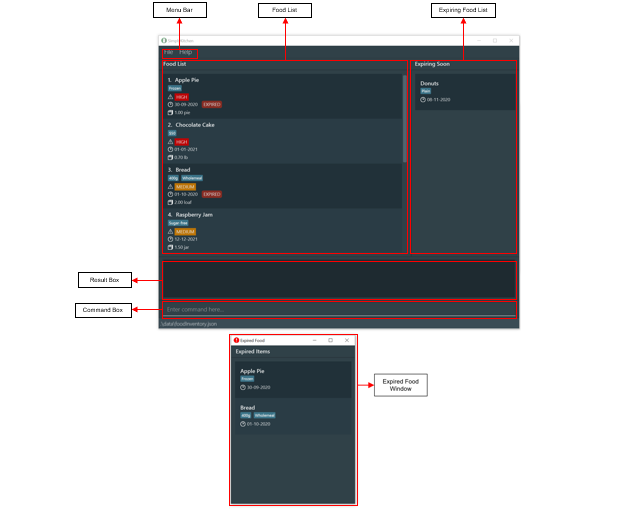 Menu Bar
Food List
Expiring Food List
File Help
Food List
Expiring Soon
1. Apple Pie
Frozen
HIGH
30-09-2020 EXPIRED
1.00 pie
2. Chocolate Cake
HIGH
01-01-2021
0.70 lb
3. Bread
400g Wholemeal
MEDIUM
01-10-2020 EXPIRED
2.00 loaf
4. Raspberry Jam
Sugar-free
MEDIUM
12-12-2021
1.50 jar
Donuts
08-11-2020
Result Box
Command Box
Enter command here...
\data\foodinventory.json
Expired Food
Expired Items
Apple Pie
Frozen
30-09-2020
Bread
400g Wholemeal
01-10-2020
Expired Food
Window